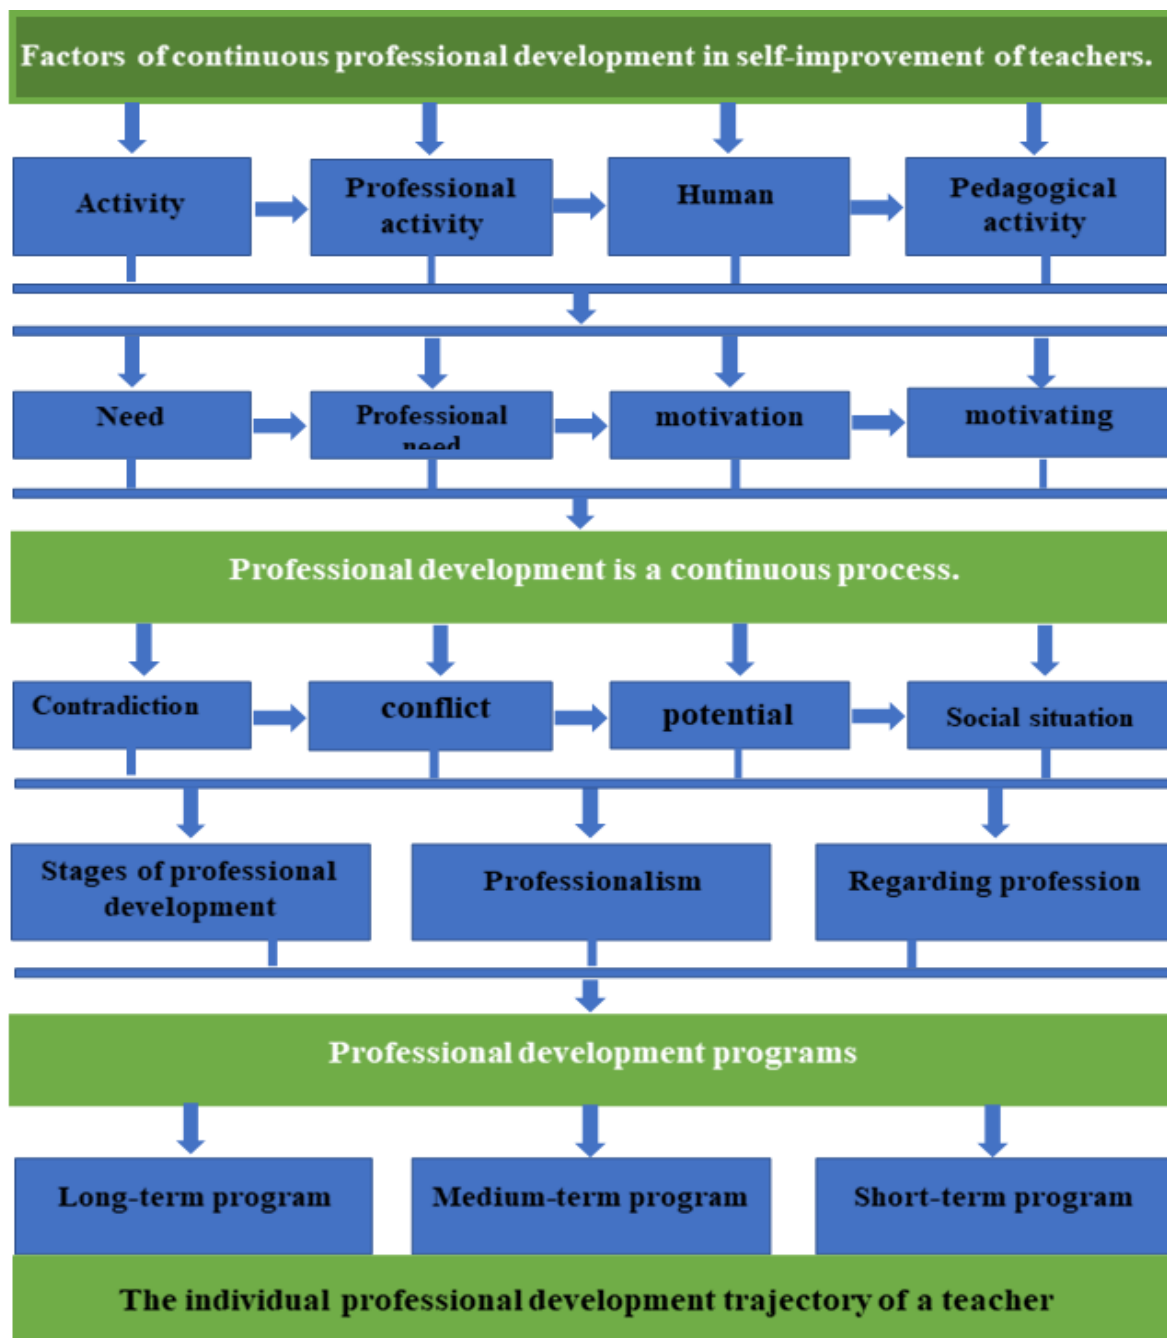 Factors of continuous professional development in self-improvement of teachers.
Activity
Professional
activity
Human
Pedagogical
activity
Need
Professional
need
motivation
motivating
Professional development is a continuous process.
Contradiction
conflict
potential
Social situation
Stages of professional
development
Professionalism
Regarding profession
Professional development programs
Long-term program
Medium-term program
Short-term program
The individual professional development trajectory of a teacher